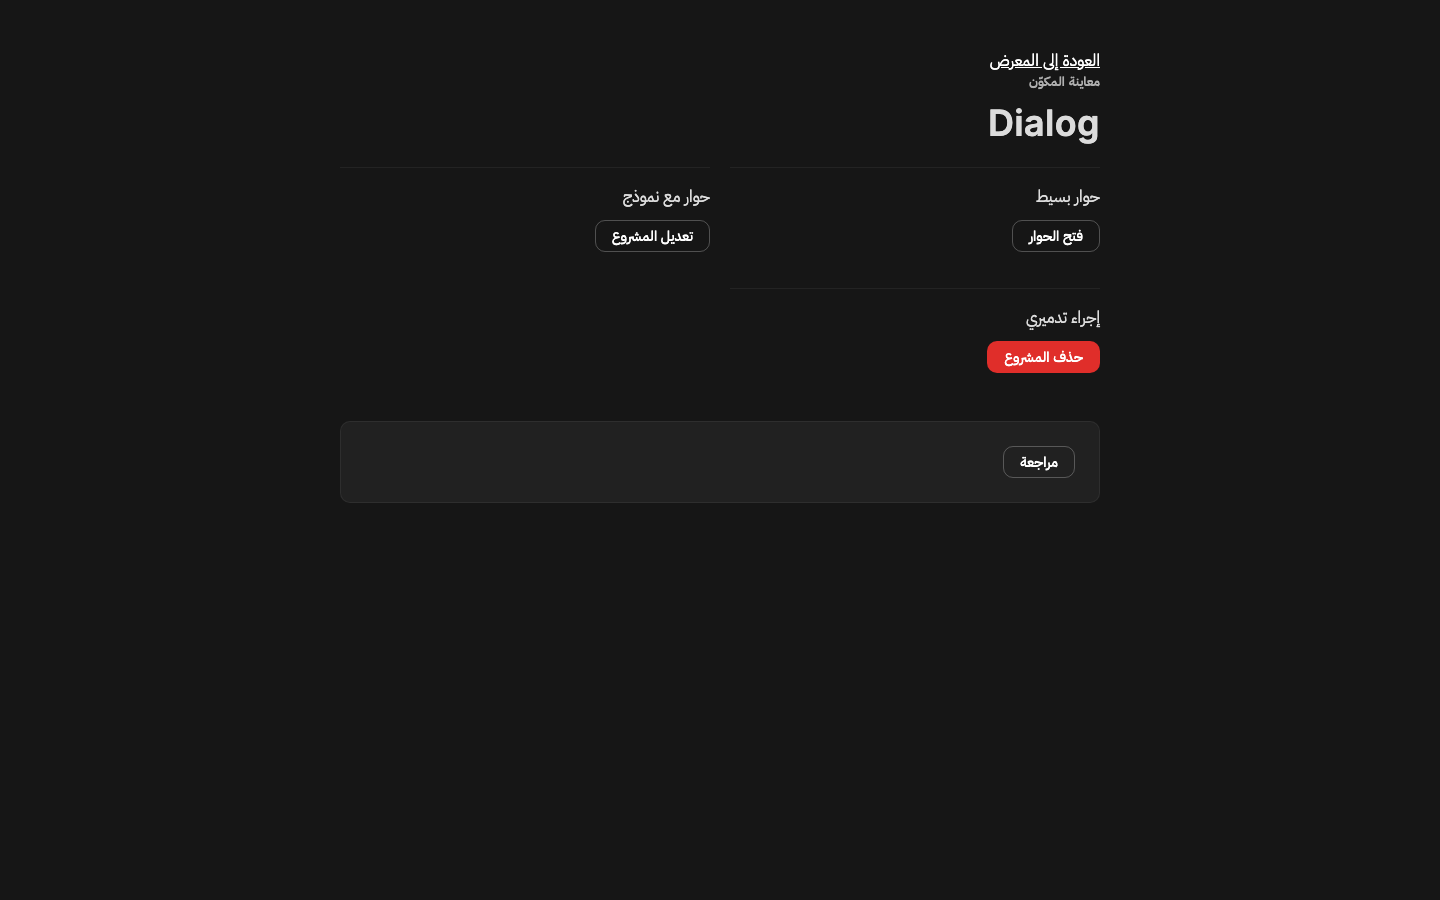 العودة إلى المعرض
معاينة المكوّن
Dialog
حوار بسيط
فتح الحوار
حوار مع نموذج
تعديل المشروع
إجراء تدميري
حذف المشروع
مراجعة